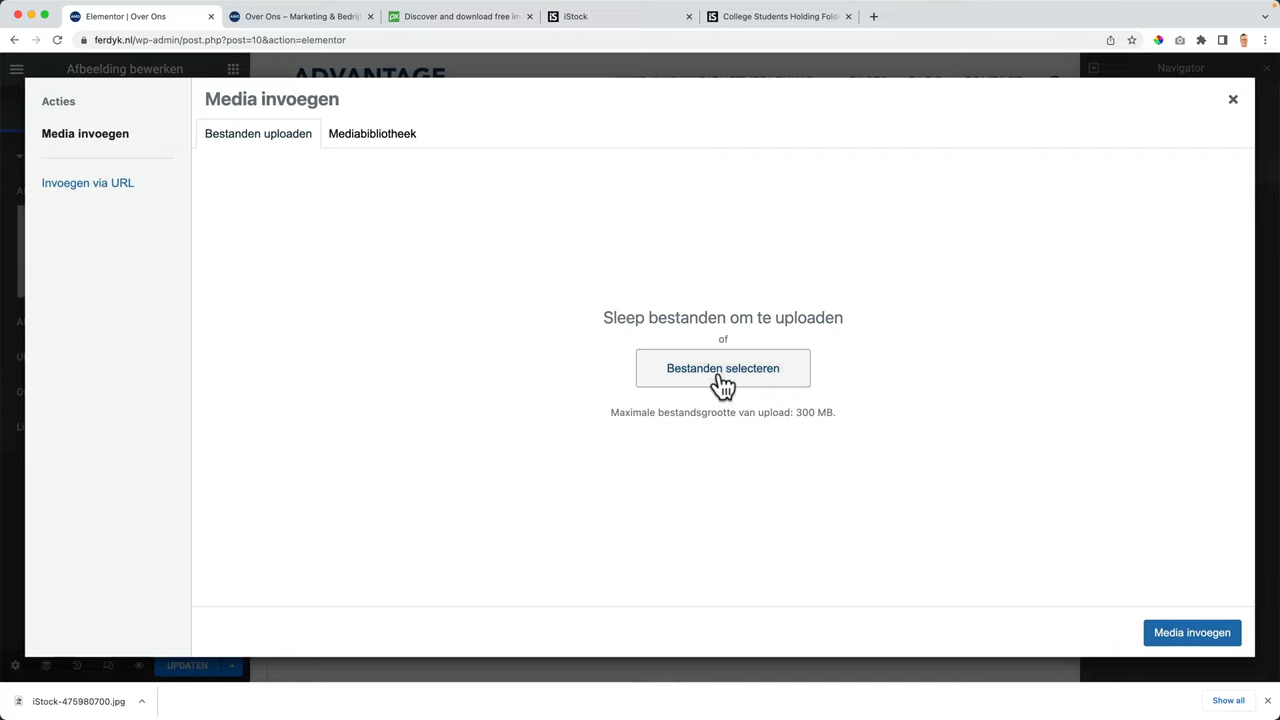 Elementor | Over Ons
Over Ons – Marketing & Bedrij
Discover and download free im
iStock
College Students Holding Fold
ferdyk.nl/wp-admin/post.php?post=10&action=elementor
Afbeelding bewerken
ADVANTAGE
Navigator
Acties
Media invoegen
Media invoegen
Bestanden uploaden
Mediabibliotheek
Invoegen via URL
Sleep bestanden om te uploaden
of
Bestanden selecteren
Maximale bestandsgrootte van upload: 300 MB.
Media invoegen
UPDATEN
iStock-475980700.jpg
Show all